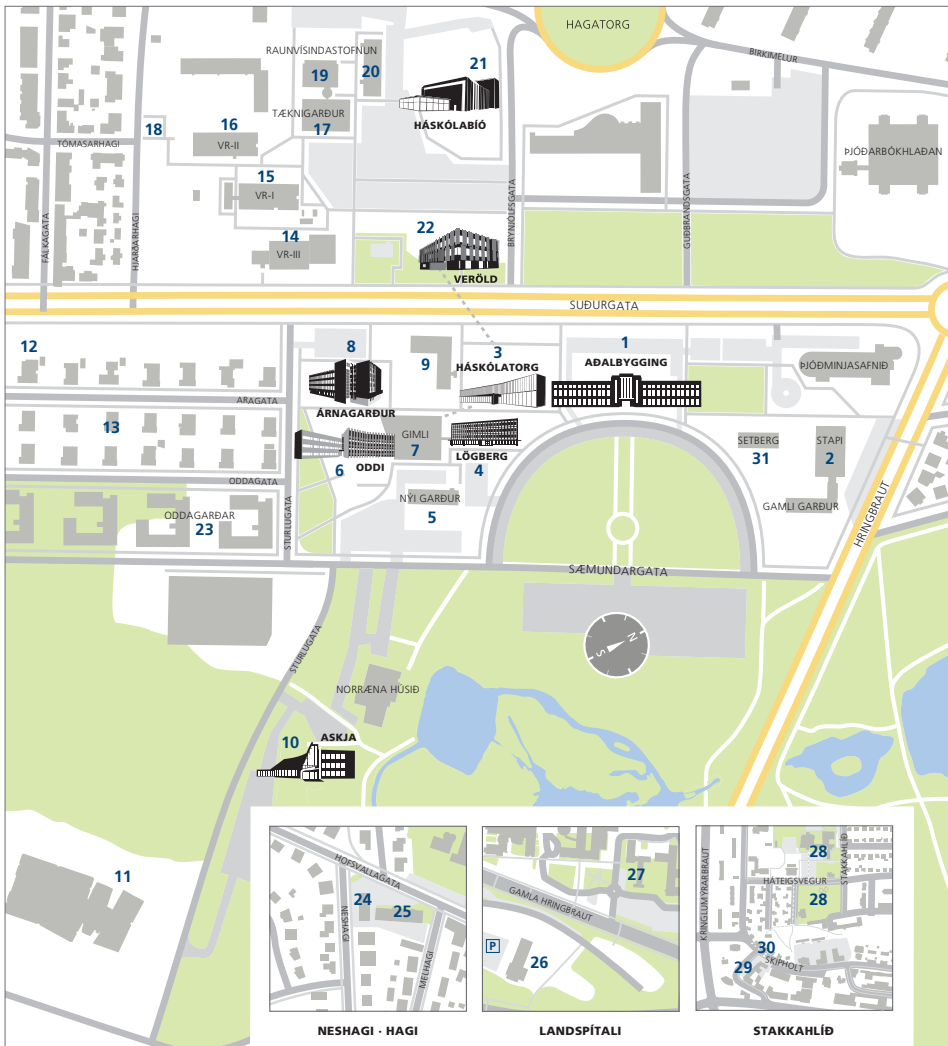 HAGATORG
BIRKIMELUR
RAUNVÍSINDASTOFNUN
19
20
21
HÁSKÓLABÍÓ
TÆKNIGARÐUR
17
18
16
VR-II
TÓMASARHAGI
ÞJÓÐARBÓKHLAÐAN
15
VR-I
FÁLKAGATA
HJARÐARHAGI
BRYNJÓLFSGATA
GUÐBRANDSGATA
14
VR-III
22
VERÖLD
SUÐURGATA
12
8
9
3
HÁSKÓLATORG
1
AÐALBYGGING
ÞJÓÐMINJASAFNIÐ
ARAGATA
ÁRNAGARÐUR
13
GIMLI
7
ODDI
6
LÖGBERG
4
SETBERG
31
STAPI
2
ODDAGATA
NÝI GARÐUR
5
GAMLI GARÐUR
ODDAGARÐAR
23
STURLUGATA
HRINGBRAUT
SÆMUNDARGATA
N
S
STURLUGATA
NORRÆNA HÚSIÐ
10
ASKJA
11
HOFSVALLAGATA
24
25
NESHAGI
MELHAGI
NESHAGI · HAGI
27
GAMLA HRINGBRAUT
P
26
LANDSPÍTALI
28
STAKKAHLÍÐ
HÁTEIGSVEGUR
28
KRINGLUMÝRARBRAUT
30
29
SKIPHOLT
STAKKAHLÍÐ